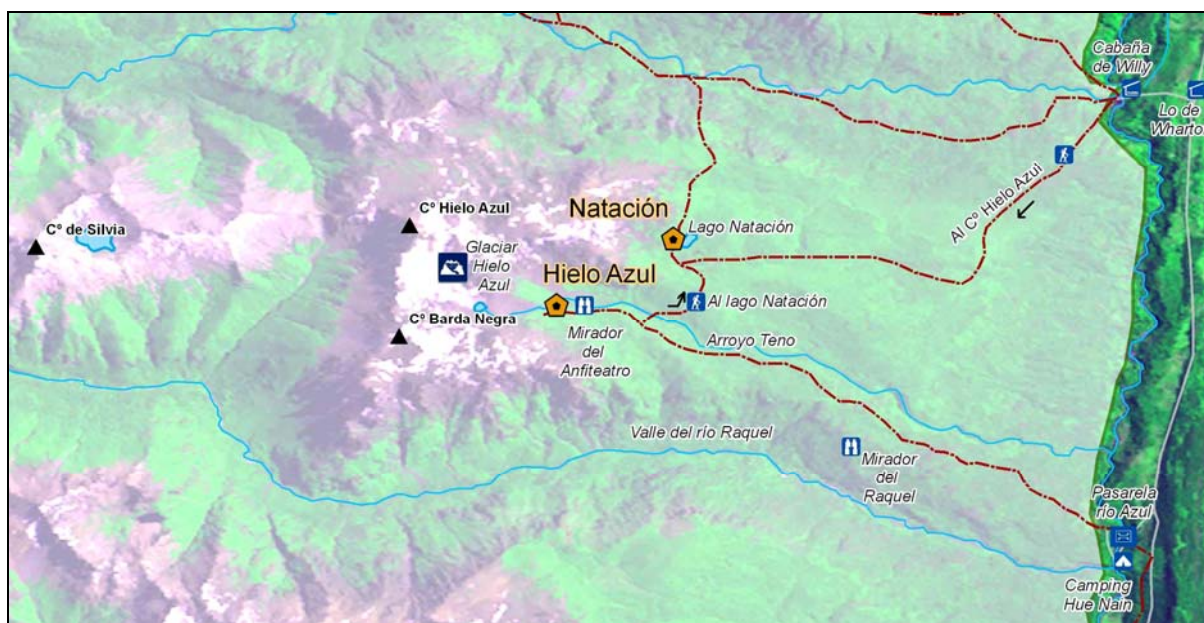 Cabaña
de Willy
Lo de
Wharto
Al Cº Hielo Azul
Cº de Silvia
Cº Hielo Azul
Glaciar
Hielo
Azul
Natación
Lago Natación
Hielo Azul
Al lago Natación
Cº Barda Negra
Mirador
del
Anfiteatro
Arroyo Teno
Valle del río Raquel
Mirador
del
Raquel
Pasarela
río Azul
Camping
Hue Nain